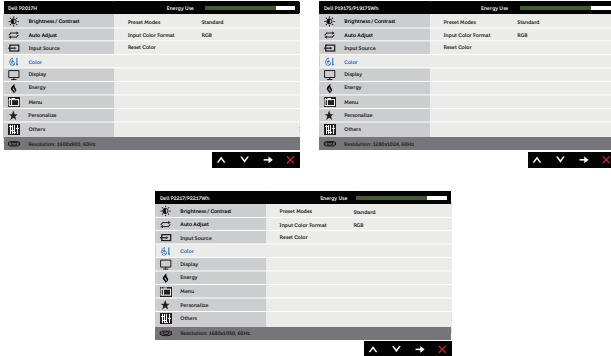 Dell P2017H Energy Use
Brightness / Contrast Preset Modes Standard
Auto Adjust Input Color Format RGB
Input Source Reset Color
Color
Display
Energy
Menu
Personalize
Others
Resolution: 1600x900, 60Hz
Dell P1917S/P1917SWh Energy Use
Brightness / Contrast Preset Modes Standard
Auto Adjust Input Color Format RGB
Input Source Reset Color
Color
Display
Energy
Menu
Personalize
Others
Resolution: 1280x1024, 60Hz
Dell P2217/P2217Wh Energy Use
Brightness / Contrast Preset Modes Standard
Auto Adjust Input Color Format RGB
Input Source Reset Color
Color
Display
Energy
Menu
Personalize
Others
Resolution: 1680x1050, 60Hz